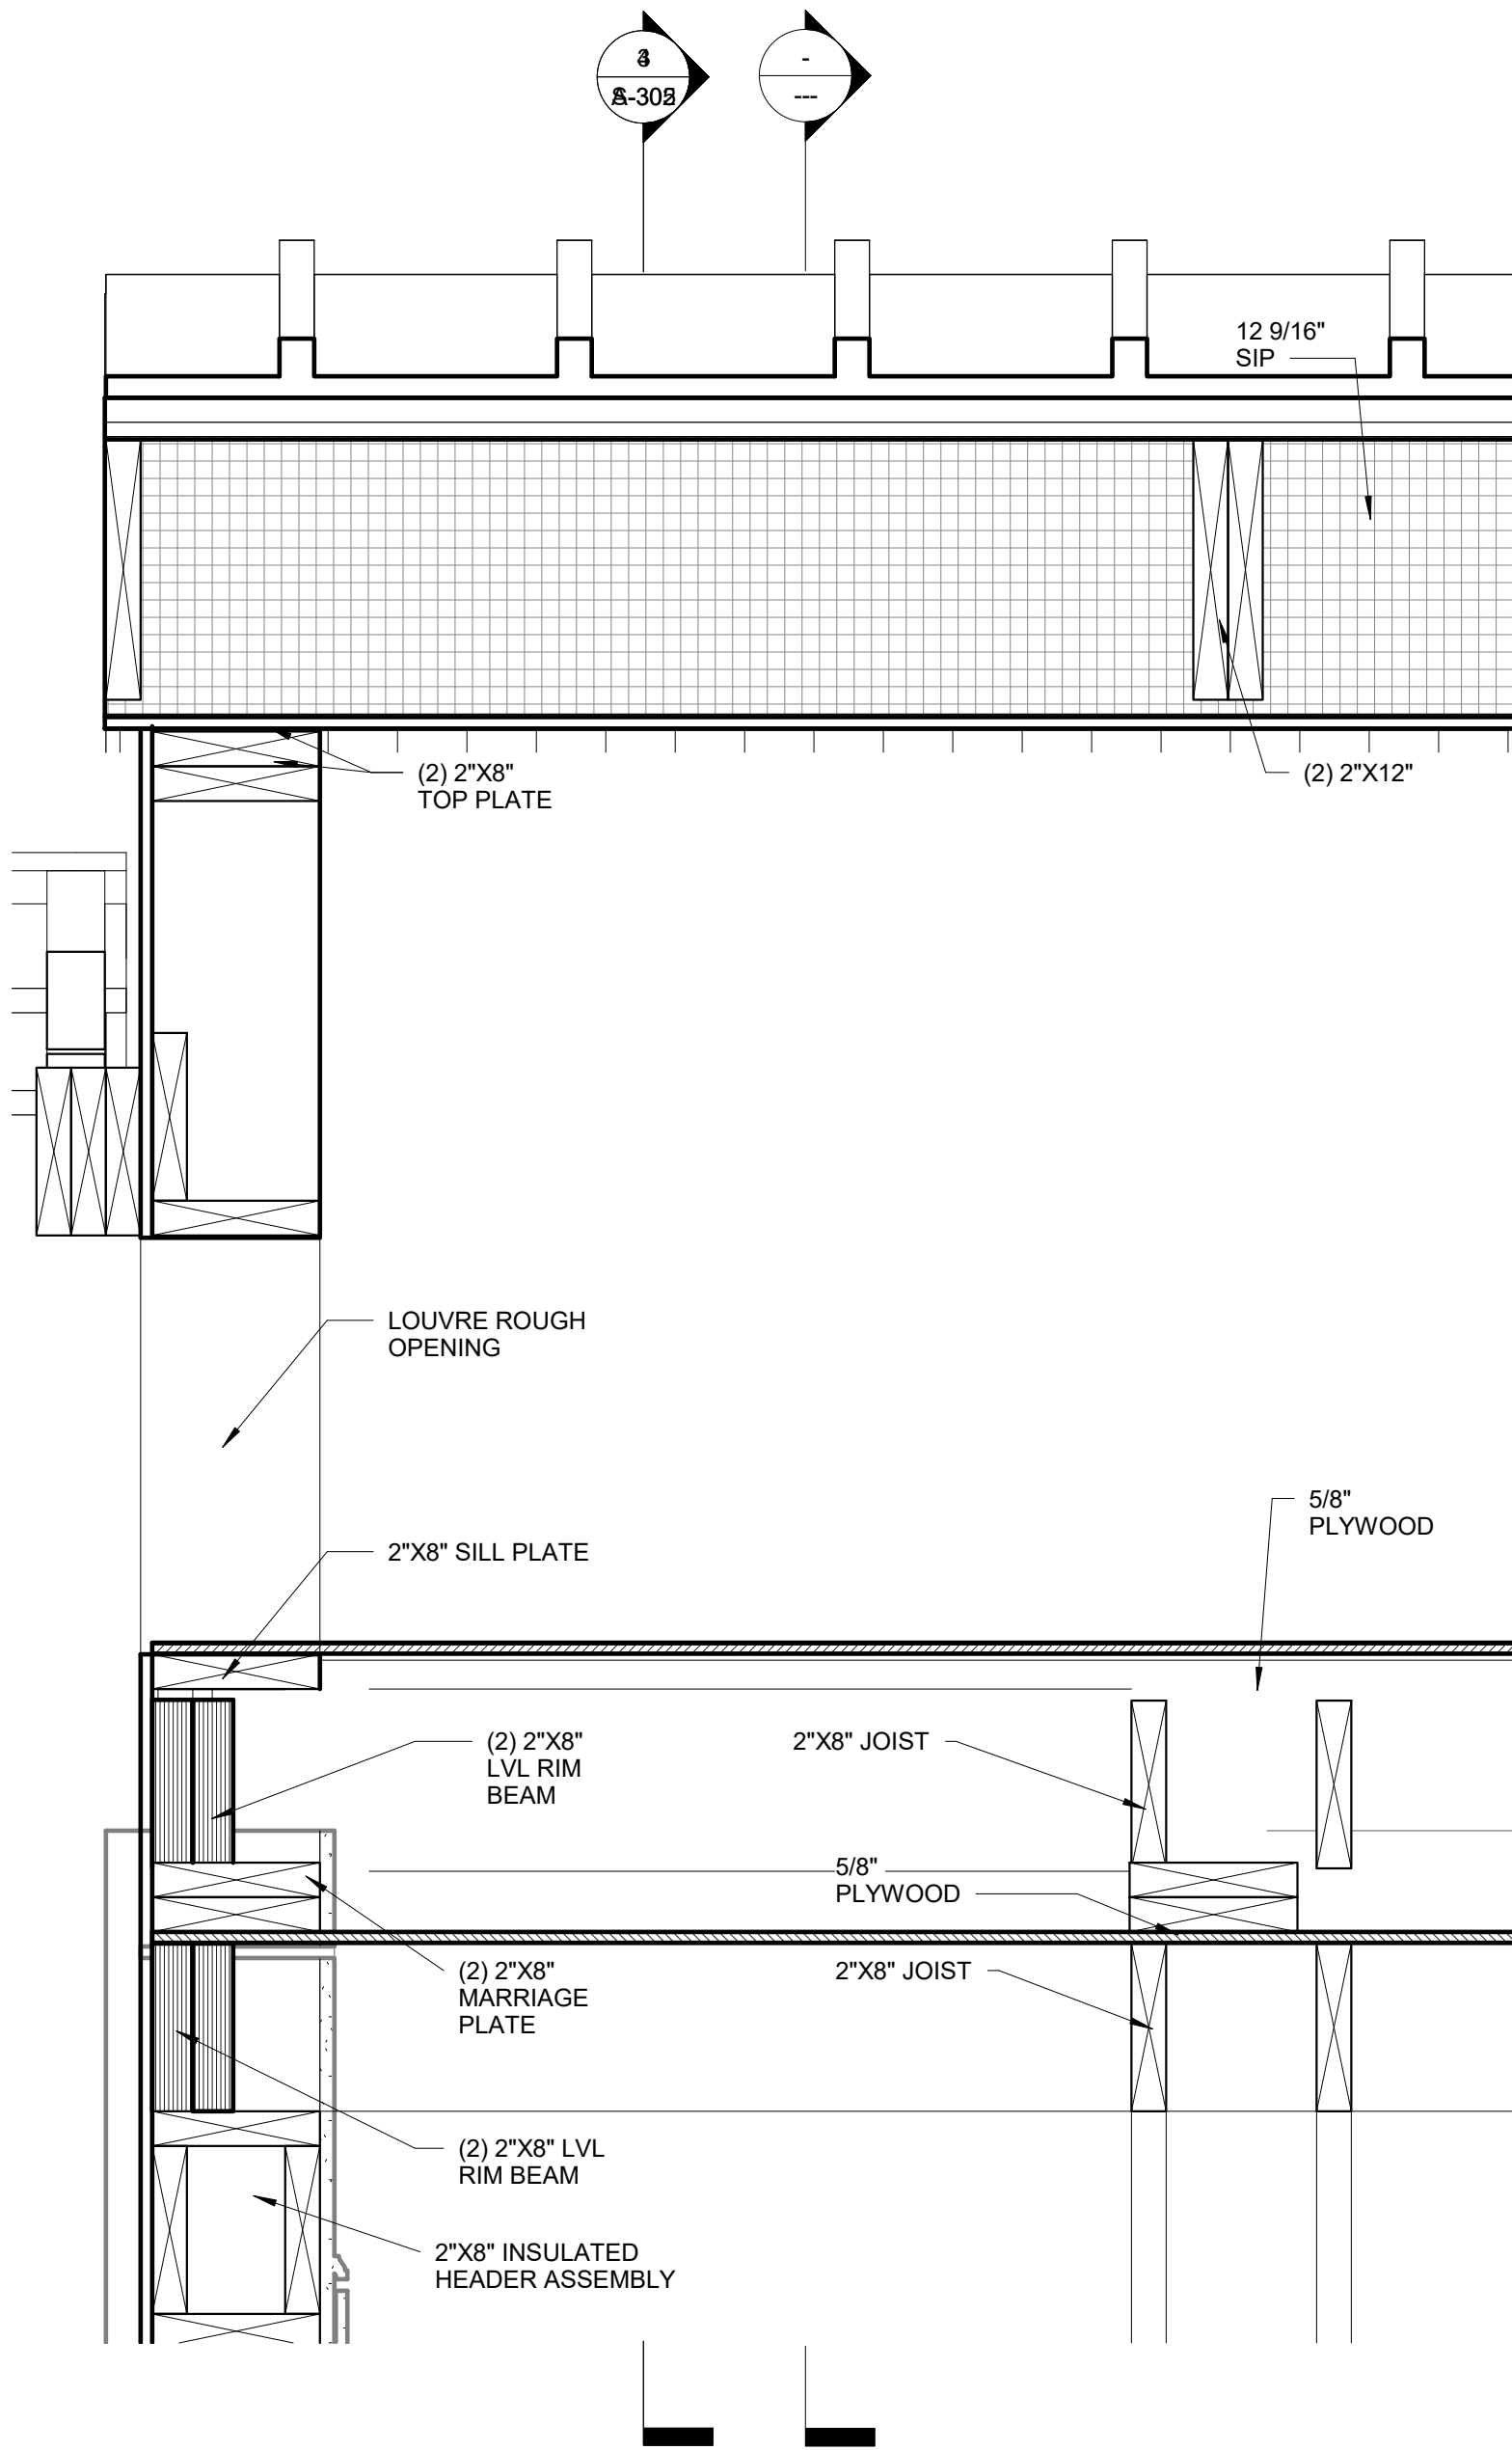 -
---
12 9/16"
SIP
(2) 2"X8"
TOP PLATE
(2) 2"X12"
LOUVRE ROUGH
OPENING
5/8"
PLYWOOD
2"X8" SILL PLATE
(2) 2"X8"
LVL RIM
BEAM
2"X8" JOIST
5/8"
PLYWOOD
(2) 2"X8"
MARRIAGE
PLATE
2"X8" JOIST
(2) 2"X8" LVL
RIM BEAM
2"X8" INSULATED
HEADER ASSEMBLY